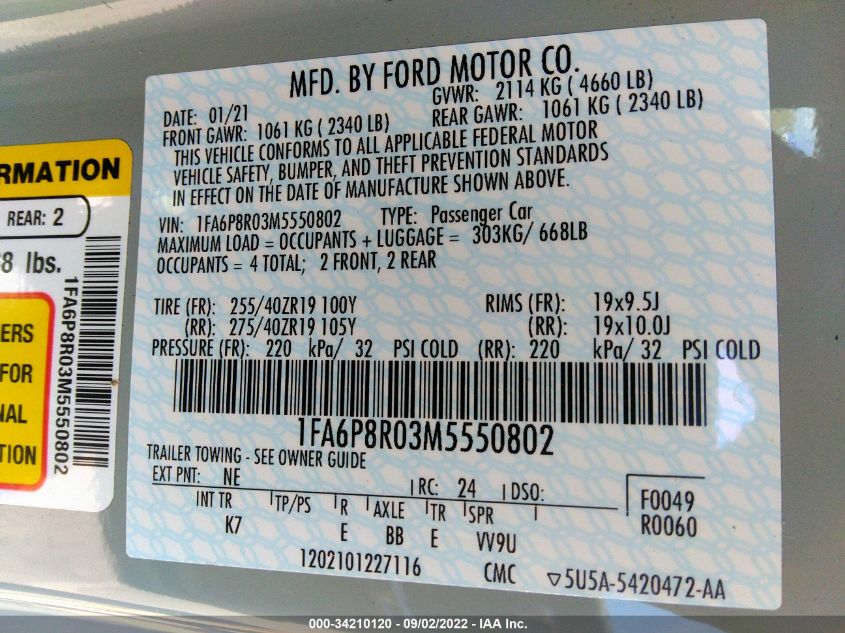 MFD. BY FORD MOTOR CO.
DATE: 01/21 GVWR: 2114 KG ( 4660 LB)
FRONT GAWR: 1061 KG ( 2340 LB) REAR GAWR: 1061 KG ( 2340 LB)
THIS VEHICLE CONFORMS TO ALL APPLICABLE FEDERAL MOTOR
VEHICLE SAFETY, BUMPER, AND THEFT PREVENTION STANDARDS
IN EFFECT ON THE DATE OF MANUFACTURE SHOWN ABOVE.
VIN: 1FA6P8R03M5550802 TYPE: Passenger Car
MAXIMUM LOAD = OCCUPANTS + LUGGAGE = 303KG/ 668LB
OCCUPANTS = 4 TOTAL; 2 FRONT, 2 REAR
TIRE (FR): 255/40ZR19 100Y RIMS (FR): 19x9.5J
(RR): 275/40ZR19 105Y (RR): 19x10.0J
PRESSURE (FR): 220 kPa/ 32 PSI COLD (RR): 220 kPa/ 32 PSI COLD
1FA6P8R03M5550802
TRAILER TOWING - SEE OWNER GUIDE
EXT PNT: NE RC: 24 DSO: F0049
INT TR TP/PS R AXLE TR SPR R0060
K7 E BB E VV9U
1202101227116 CMC 5U5A-5420472-AA
RMATION
REAR: 2
8 lbs.
ERS
FOR
NAL
TION
1FA6P8R03M5550802
000-34210120 - 09/02/2022 - IAA Inc.